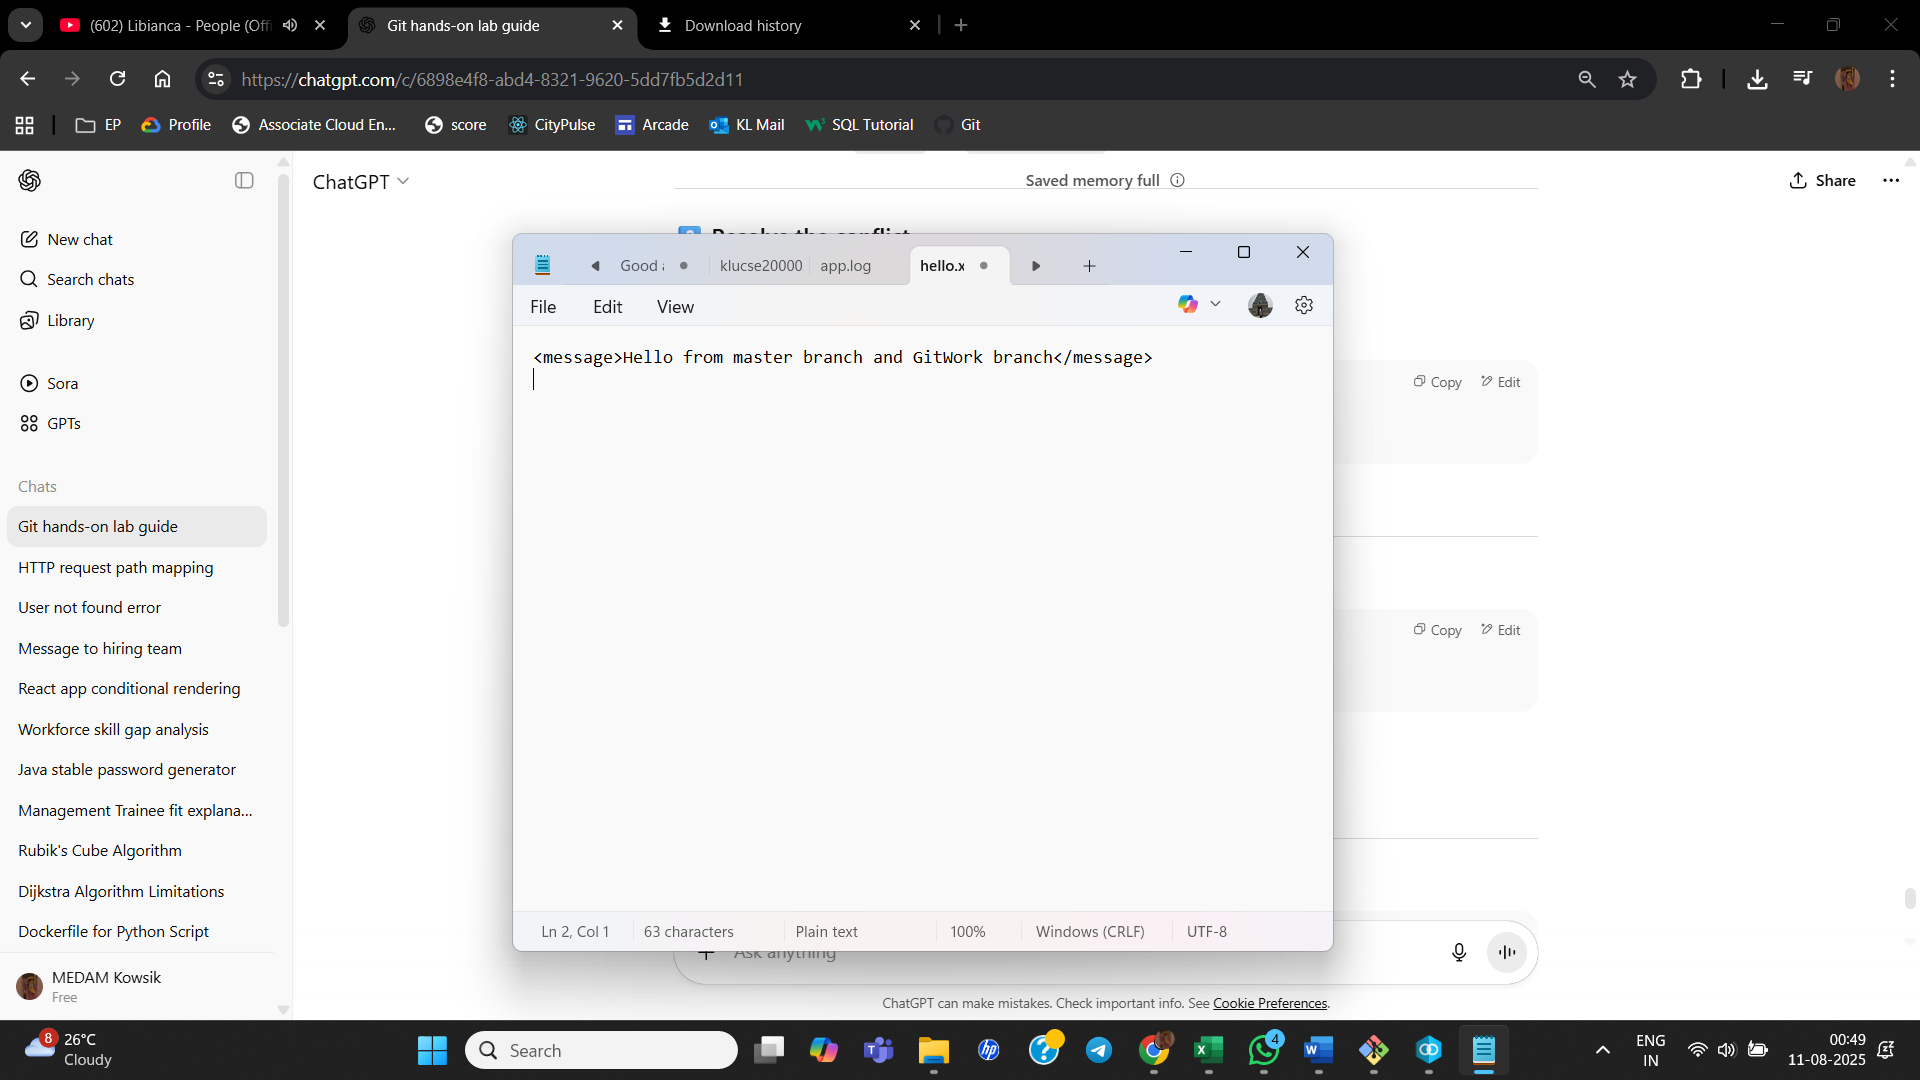 (602) Libianca - People (Offi
Git hands-on lab guide
Download history
https://chatgpt.com/c/6898e4f8-abd4-8321-9620-5dd7fb5d2d11
EP
Profile
Associate Cloud En...
score
CityPulse
Arcade
KL Mail
SQL Tutorial
Git
ChatGPT
Saved memory full
Share
New chat
Search chats
Library
Sora
GPTs
Chats
Git hands-on lab guide
HTTP request path mapping
User not found error
Message to hiring team
React app conditional rendering
Workforce skill gap analysis
Java stable password generator
Management Trainee fit explana...
Rubik's Cube Algorithm
Dijkstra Algorithm Limitations
Dockerfile for Python Script
MEDAM Kowsik
Free
Resolve the conflict
Good
klucse20000
app.log
hello.x
File
Edit
View
<message>Hello from master branch and GitWork branch</message>
Ln 2, Col 1
63 characters
Plain text
100%
Windows (CRLF)
UTF-8
Copy
Edit
Copy
Edit
Ask anything
ChatGPT can make mistakes. Check important info. See Cookie Preferences.
8
26°C
Cloudy
Search
4
ENG
IN
00:49
11-08-2025